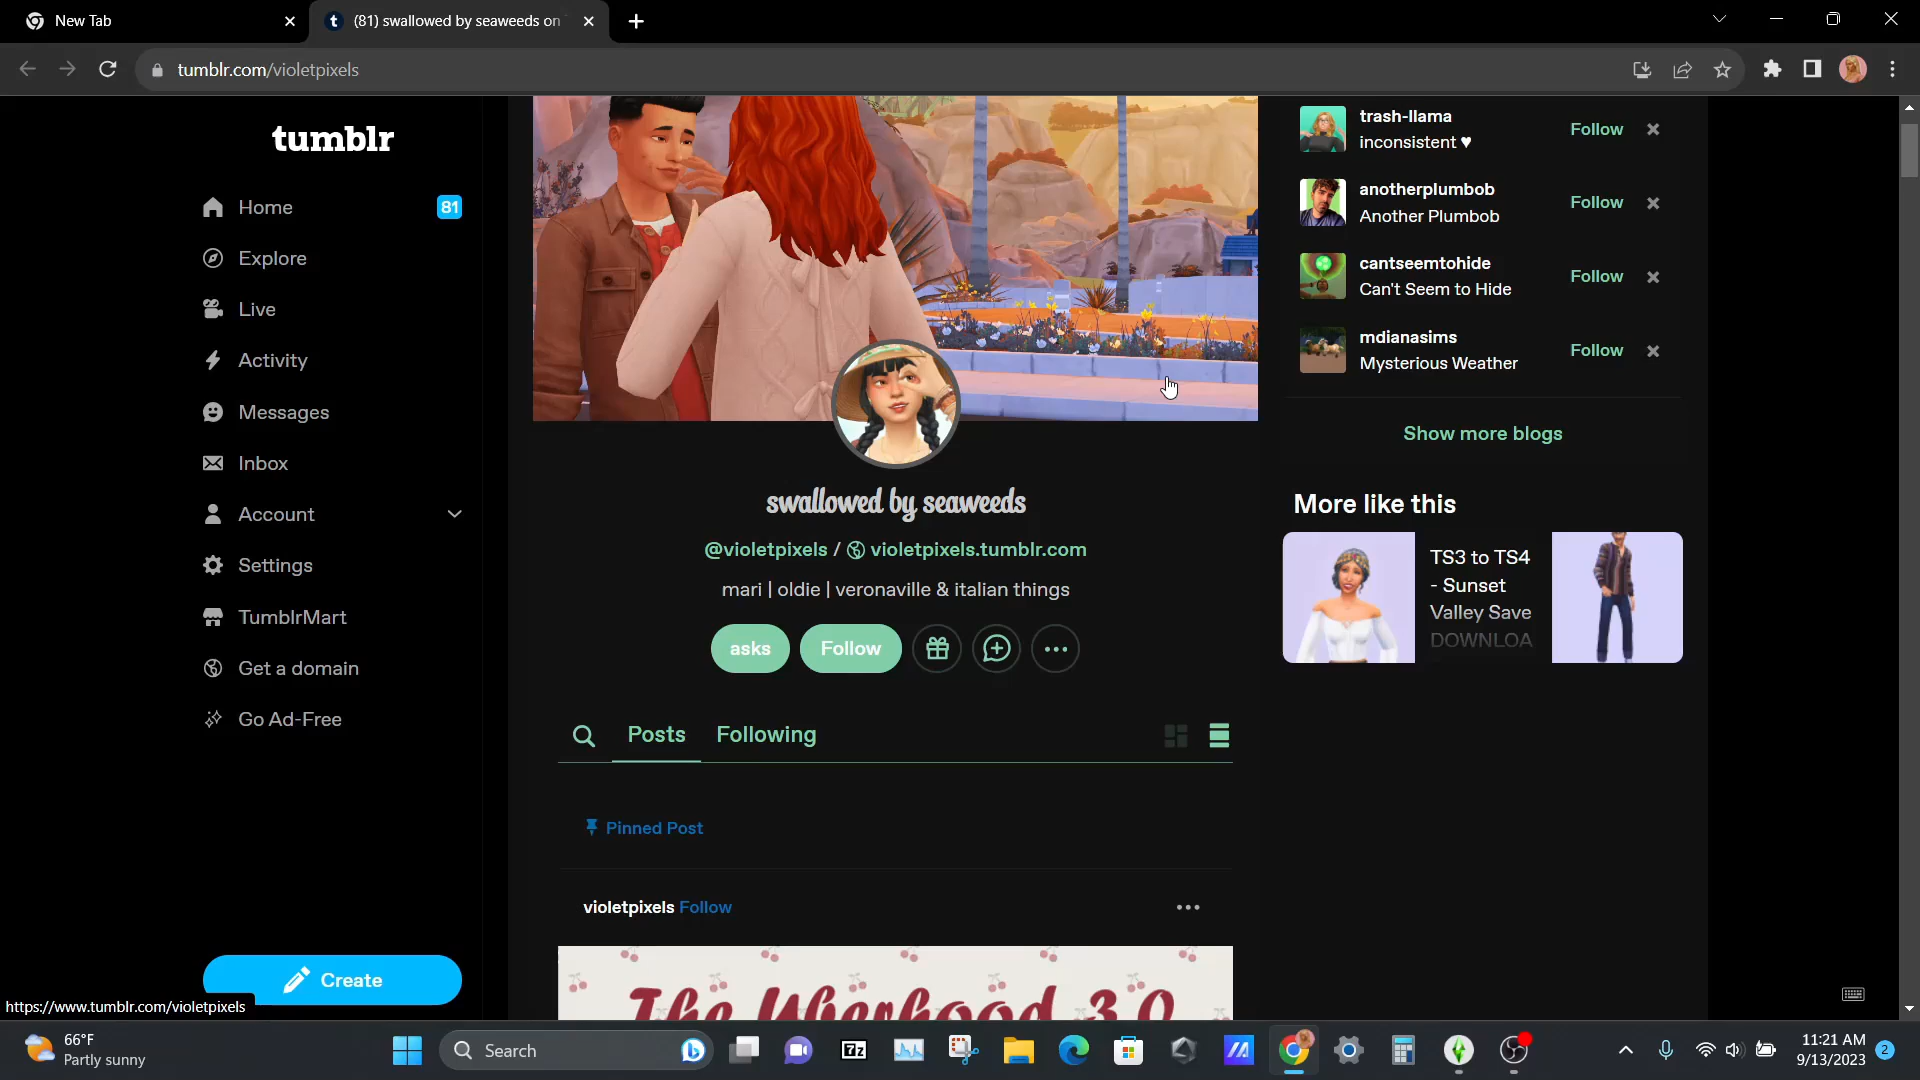 New Tab
(81) swallowed by seaweeds on
tumblr.com/violetpixels
tumblr
Home
81
Explore
Live
Activity
Messages
Inbox
Account
Settings
TumblrMart
Get a domain
Go Ad-Free
Create
https://www.tumblr.com/violetpixels
swallowed by seaweeds
@violetpixels / violetpixels.tumblr.com
mari | oldie | veronaville & italian things
asks
Follow
Posts
Following
Pinned Post
violetpixels Follow
The Uberhood 3.0
trash-llama
inconsistent ♥
Follow
anotherplumbob
Another Plumbob
Follow
cantseemtohide
Can't Seem to Hide
Follow
mdianasims
Mysterious Weather
Follow
Show more blogs
More like this
TS3 to TS4
- Sunset
Valley Save
DOWNLOA
66°F
Partly sunny
Search
7z
11:21 AM
9/13/2023
2